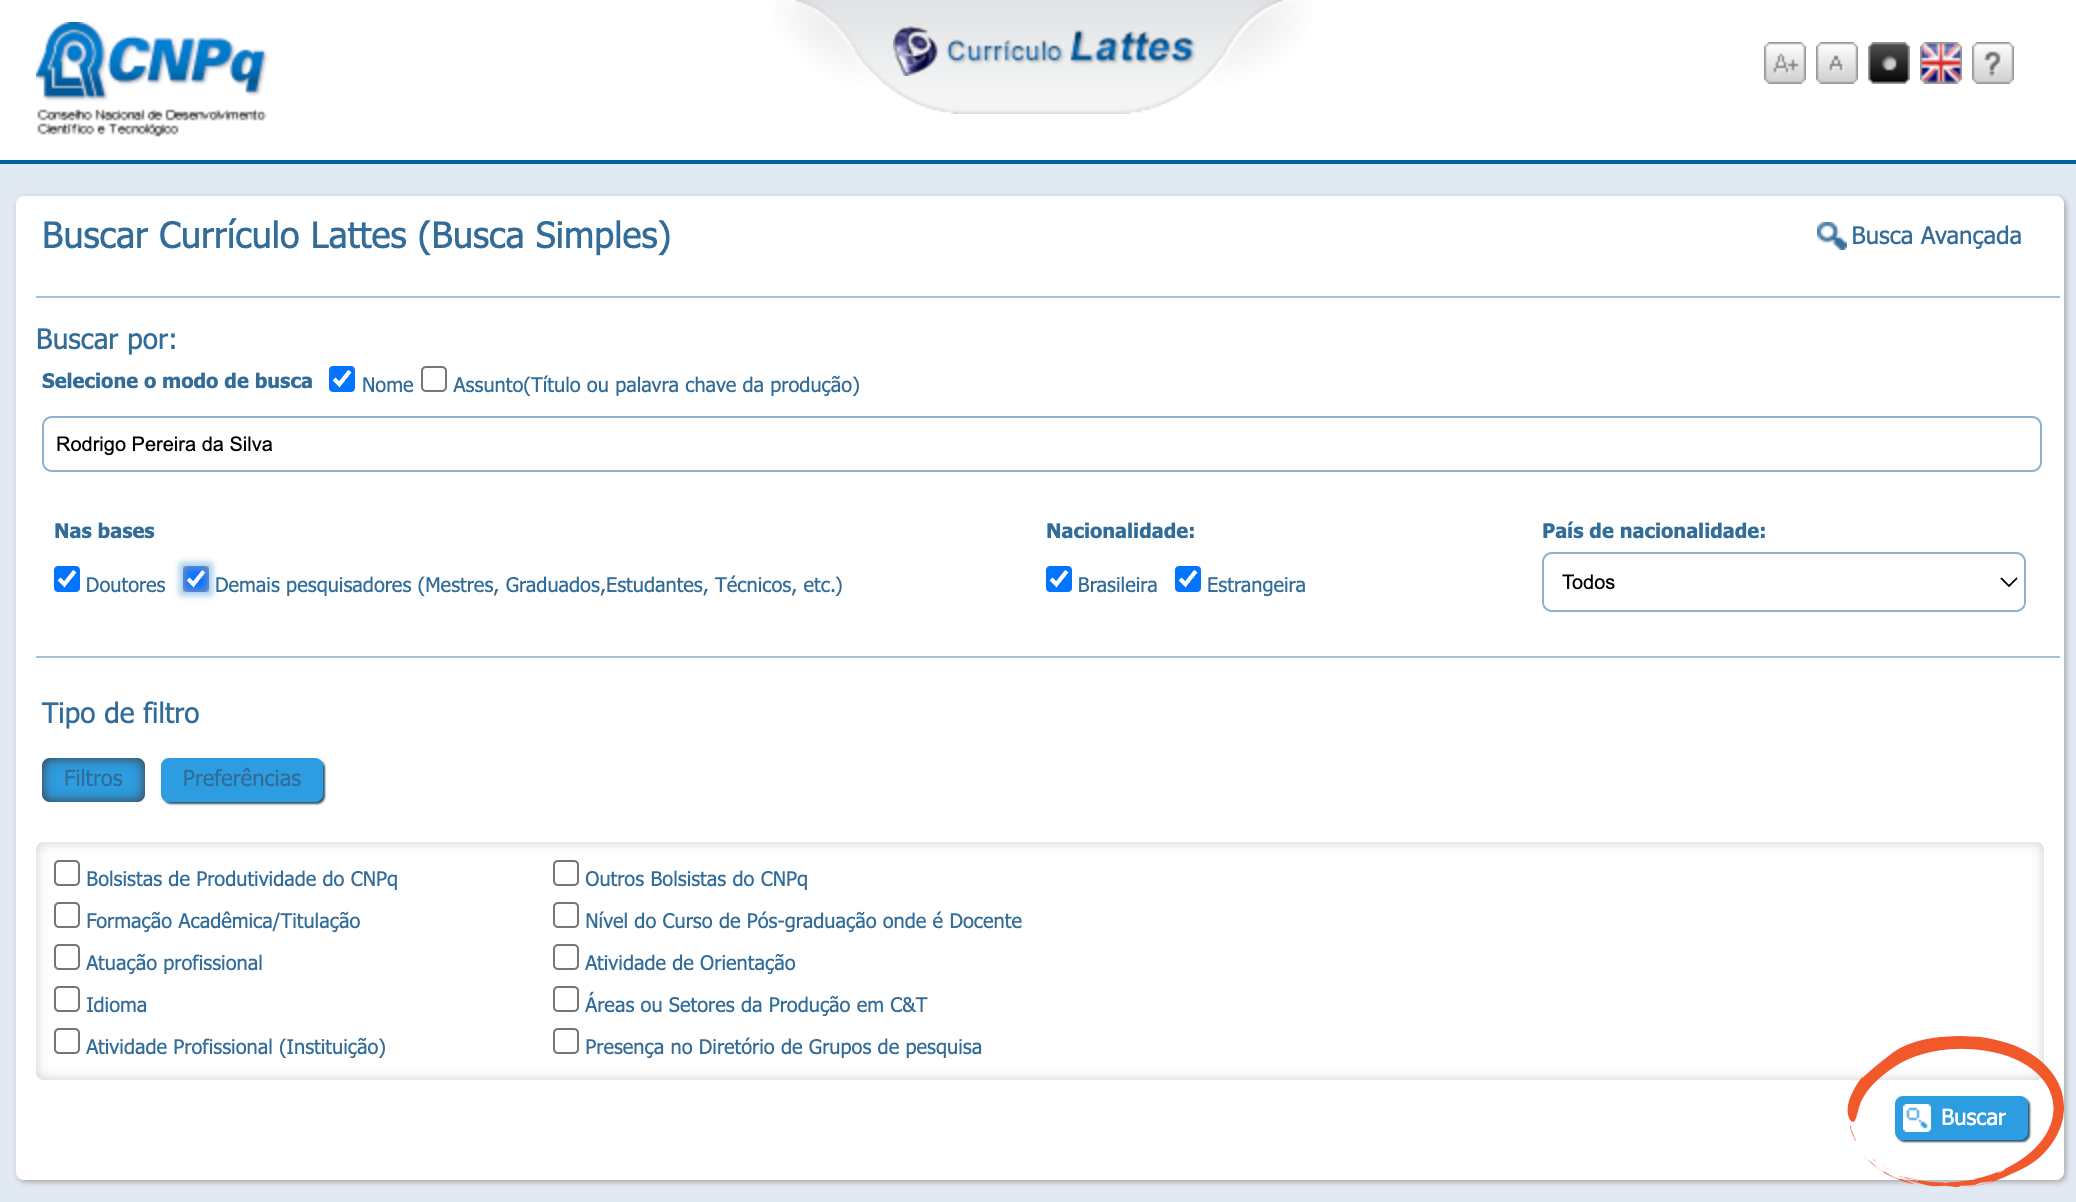 CNPq
Conselho Nacional de Desenvolvimento
Científico e Tecnológico
Currículo Lattes
A+ A ?
Buscar Currículo Lattes (Busca Simples)
Busca Avançada
Buscar por:
Selecione o modo de busca Nome Assunto(Título ou palavra chave da produção)
Rodrigo Pereira da Silva
Nas bases
Doutores Demais pesquisadores (Mestres, Graduados,Estudantes, Técnicos, etc.)
Nacionalidade:
Brasileira Estrangeira
País de nacionalidade:
Todos
Tipo de filtro
Filtros Preferências
Bolsistas de Produtividade do CNPq
Formação Acadêmica/Titulação
Atuação profissional
Idioma
Atividade Profissional (Instituição)
Outros Bolsistas do CNPq
Nível do Curso de Pós-graduação onde é Docente
Atividade de Orientação
Áreas ou Setores da Produção em C&T
Presença no Diretório de Grupos de pesquisa
Buscar